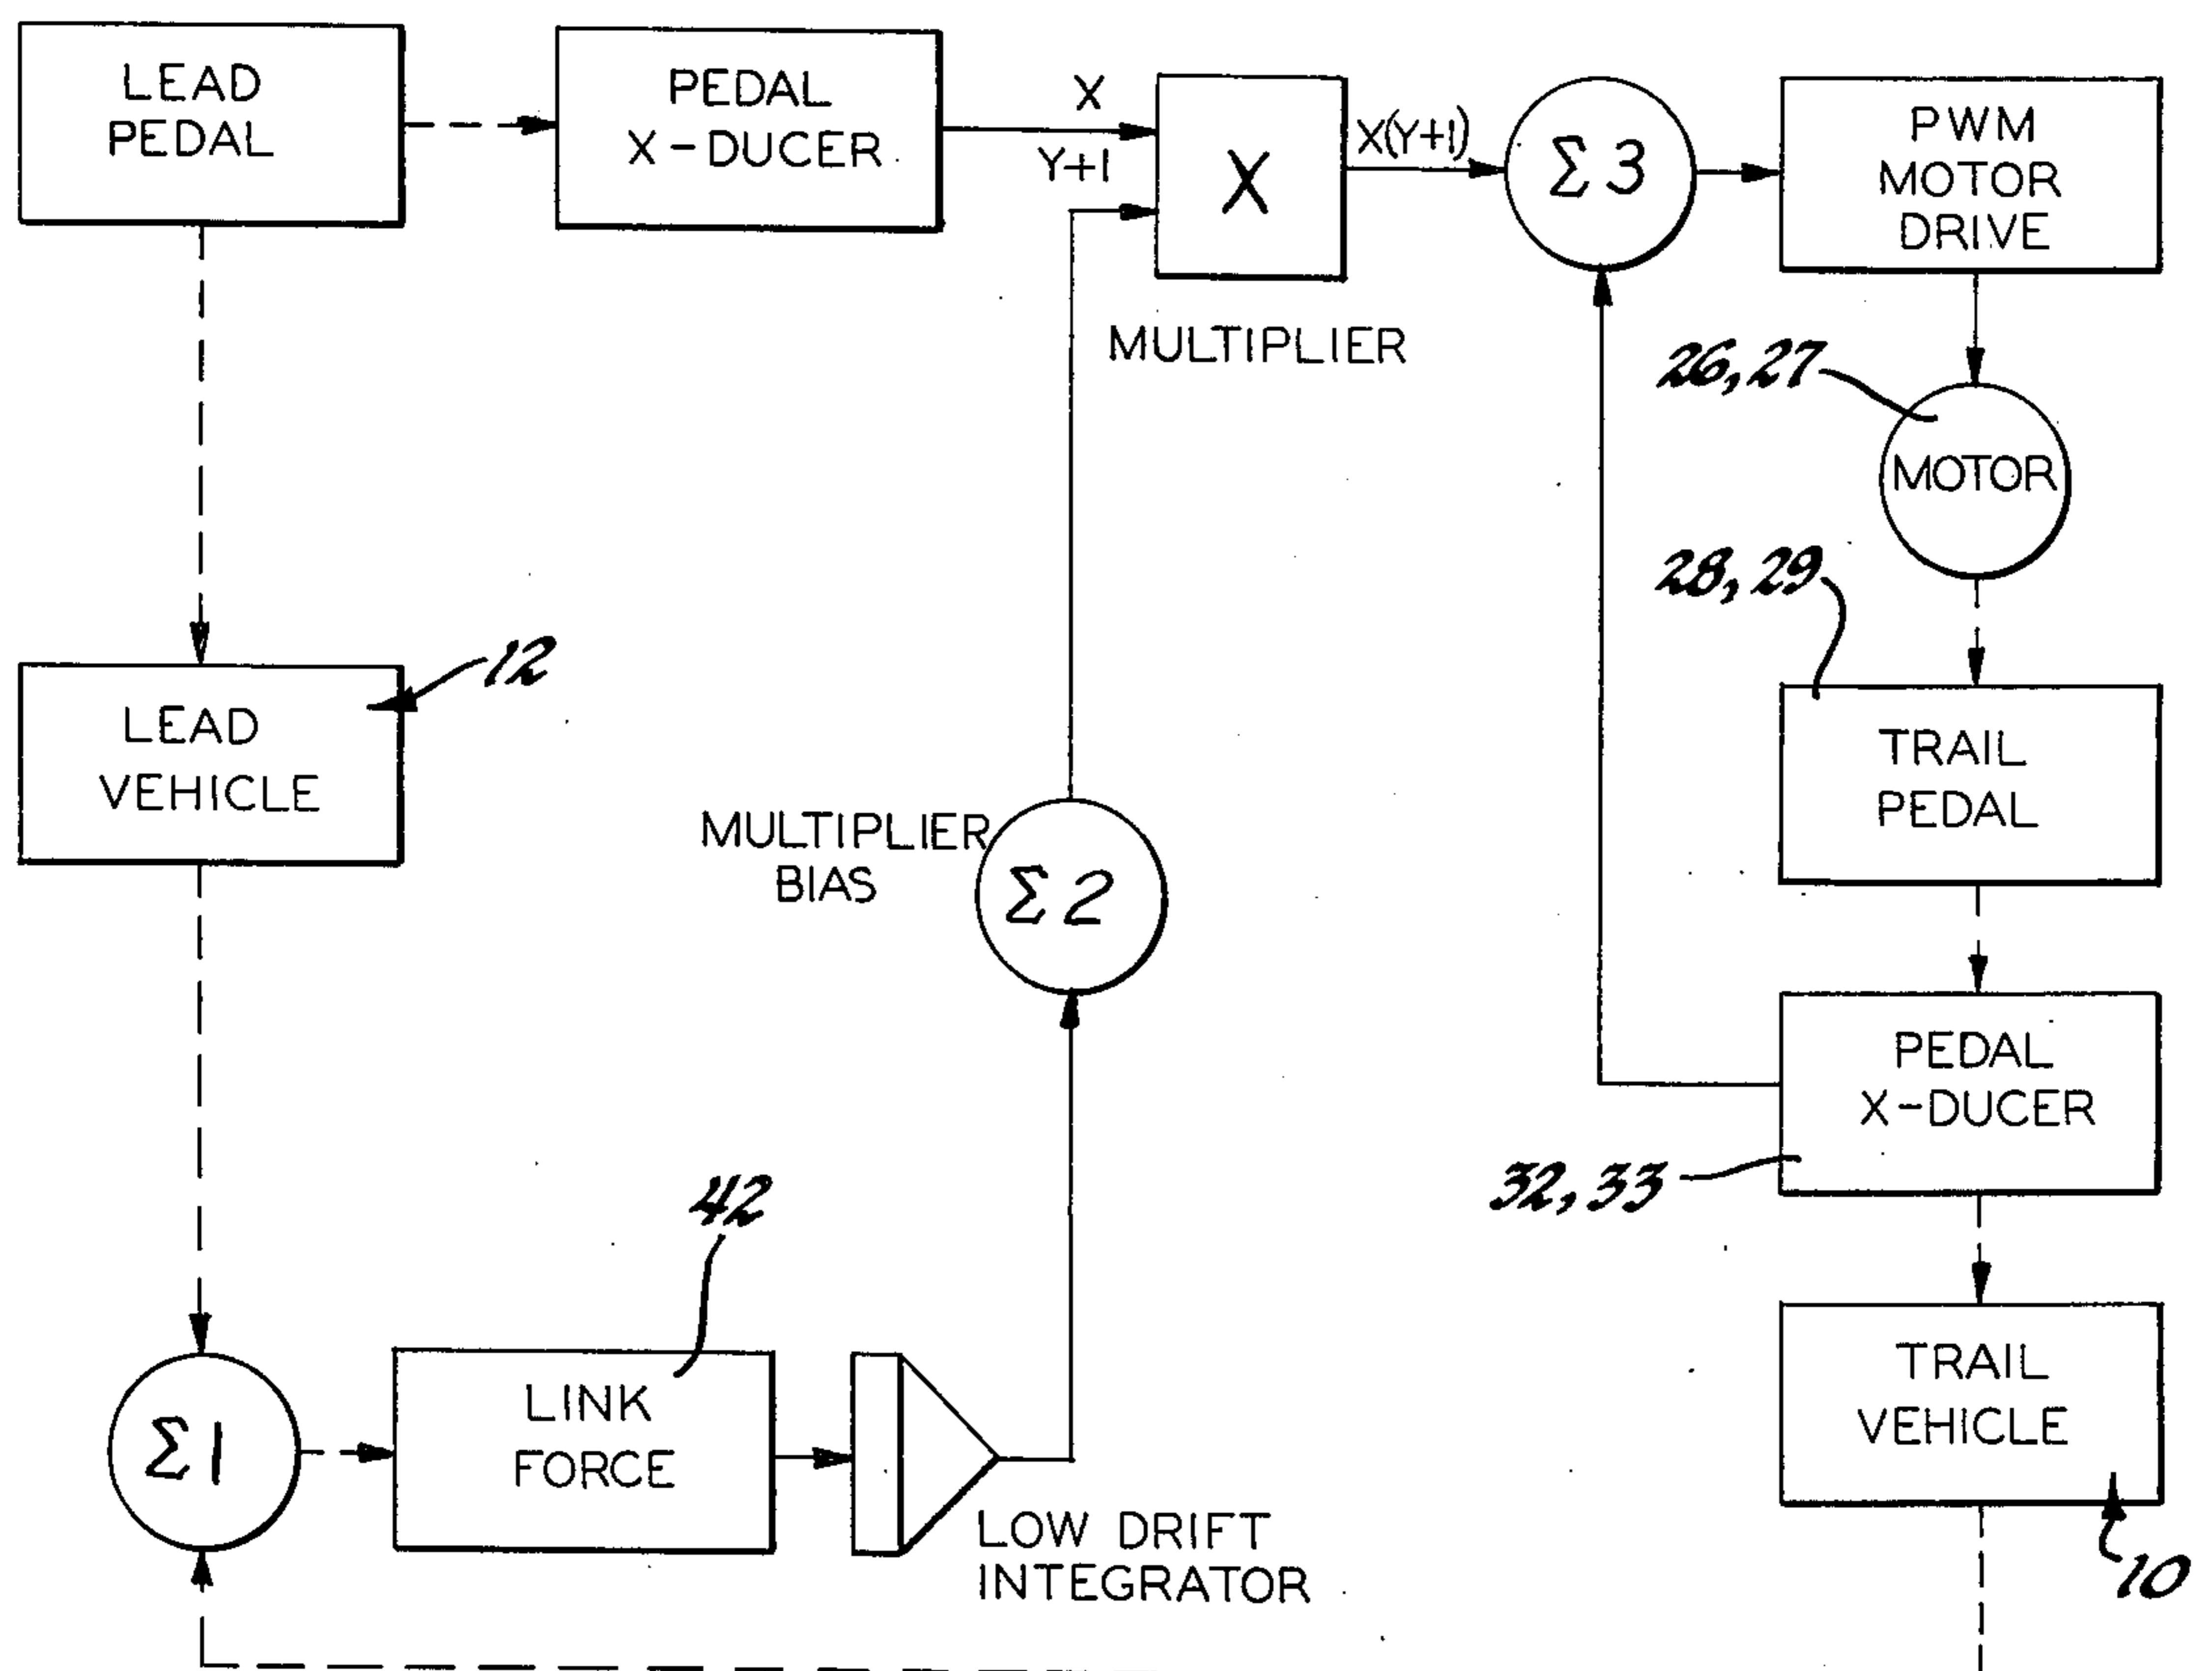 LEAD
PEDAL
PEDAL
X-DUCER
X
Y+1
X
X(Y+1)
Σ3
PWM
MOTOR
DRIVE
MULTIPLIER
26, 27
MOTOR
28, 29
12
LEAD
VEHICLE
TRAIL
PEDAL
MULTIPLIER
BIAS
Σ2
PEDAL
X-DUCER
32, 33
42
Σ1
LINK
FORCE
LOW DRIFT
INTEGRATOR
TRAIL
VEHICLE
10